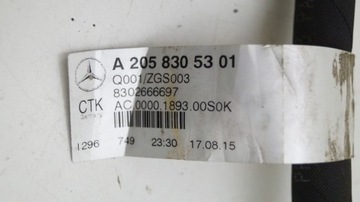 A 205 830 53 01
Q001/ZGS003
8302666697
CTK
AC.0000.1893.00S0K
1296 749 23:30 17.08.15